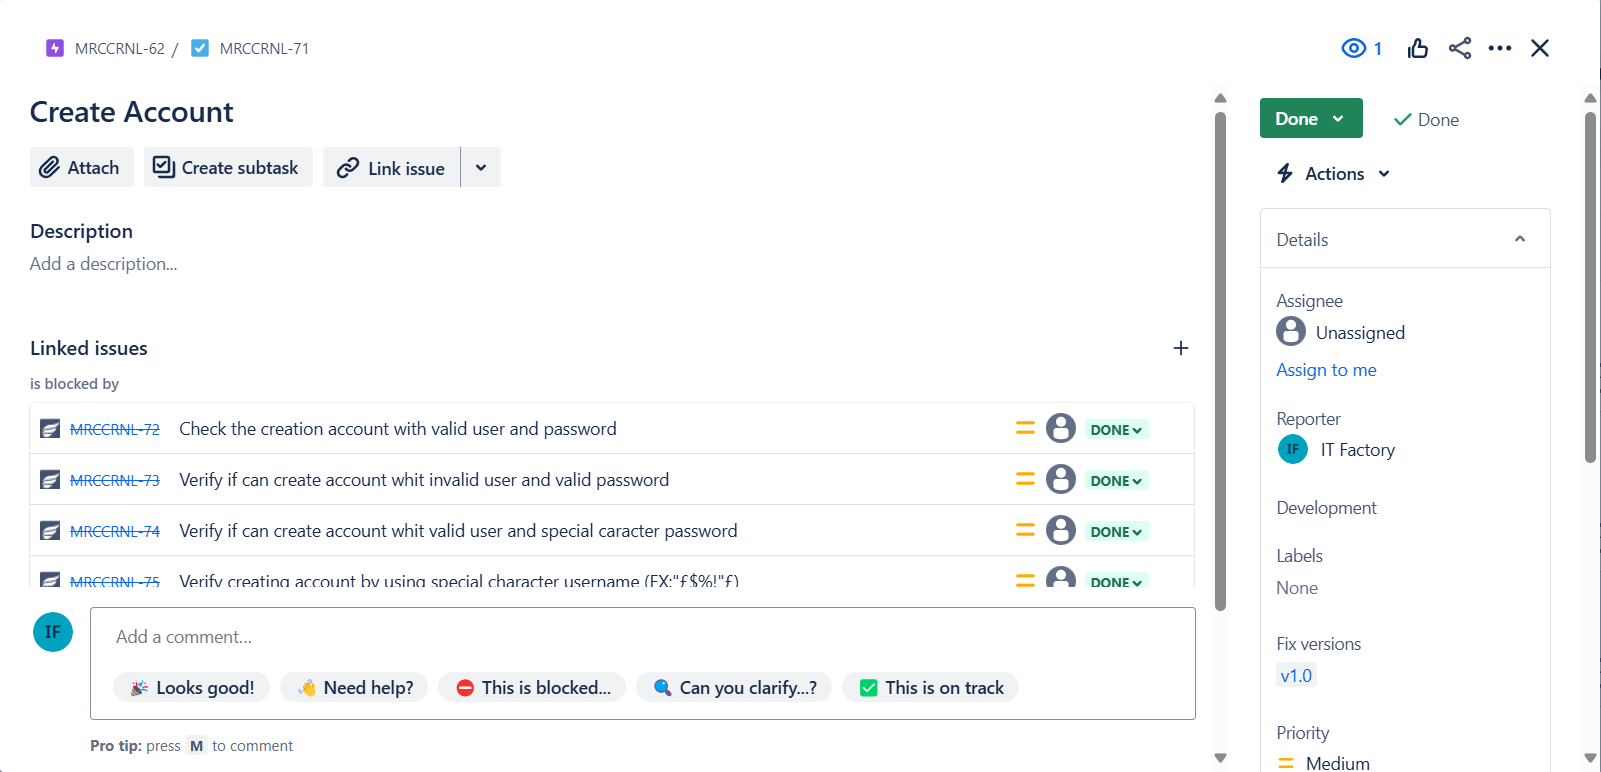 MRCCRNL-62 / MRCCRNL-71
1
Create Account
Attach
Create subtask
Link issue
Description
Add a description...
Linked issues
is blocked by
MRCCRNL-72 Check the creation account with valid user and password DONE
MRCCRNL-73 Verify if can create account whit invalid user and valid password DONE
MRCCRNL-74 Verify if can create account whit valid user and special caracter password DONE
MRCCRNL-75 Verify creating account by using special character username (EX:"£$%!"£) DONE
IF
Add a comment...
Looks good!
Need help?
This is blocked...
Can you clarify...?
This is on track
Pro tip: press M to comment
Done
Done
Actions
Details
Assignee
Unassigned
Assign to me
Reporter
IF IT Factory
Development
Labels
None
Fix versions
v1.0
Priority
Medium